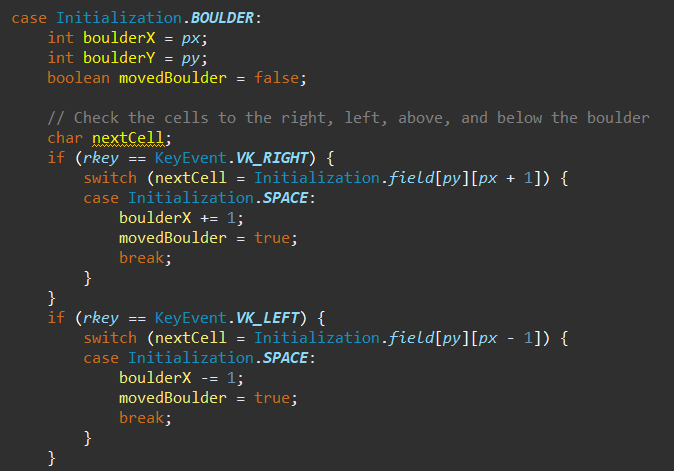 case Initialization.BOULDER:
    int boulderX = px;
    int boulderY = py;
    boolean movedBoulder = false;

    // Check the cells to the right, left, above, and below the boulder
    char nextCell;
    if (rkey == KeyEvent.VK_RIGHT) {
        switch (nextCell = Initialization.field[py][px + 1]) {
        case Initialization.SPACE:
            boulderX += 1;
            movedBoulder = true;
            break;
        }
    }
    if (rkey == KeyEvent.VK_LEFT) {
        switch (nextCell = Initialization.field[py][px - 1]) {
        case Initialization.SPACE:
            boulderX -= 1;
            movedBoulder = true;
            break;
        }
    }